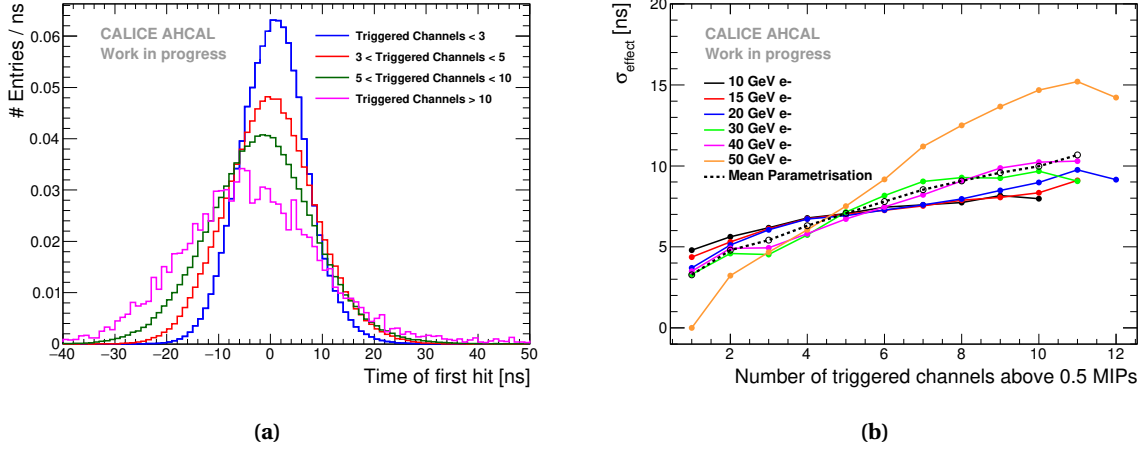 CALICE AHCAL
Work in progress
Triggered Channels < 3
3 < Triggered Channels < 5
5 < Triggered Channels < 10
Triggered Channels > 10
# Entries / ns
0.06
0.05
0.04
0.03
0.02
0.01
0
−40
−30
−20
−10
0
10
20
30
40
50
Time of first hit [ns]
(a)
CALICE AHCAL
Work in progress
10 GeV e-
15 GeV e-
20 GeV e-
30 GeV e-
40 GeV e-
50 GeV e-
Mean Parametrisation
σeffect [ns]
20
15
10
5
0
2
4
6
8
10
12
Number of triggered channels above 0.5 MIPs
(b)